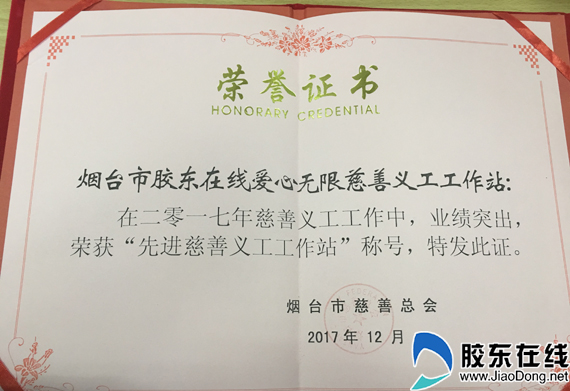 荣誉证书
HONORARY CREDENTIAL
烟台市胶东在线爱心无限慈善义工工作站:
在二零一七年慈善义工工作中，业绩突出，
荣获“先进慈善义工工作站”称号，特发此证。
烟台市慈善总会
2017年12月
胶东在线
www.JiaoDong.net